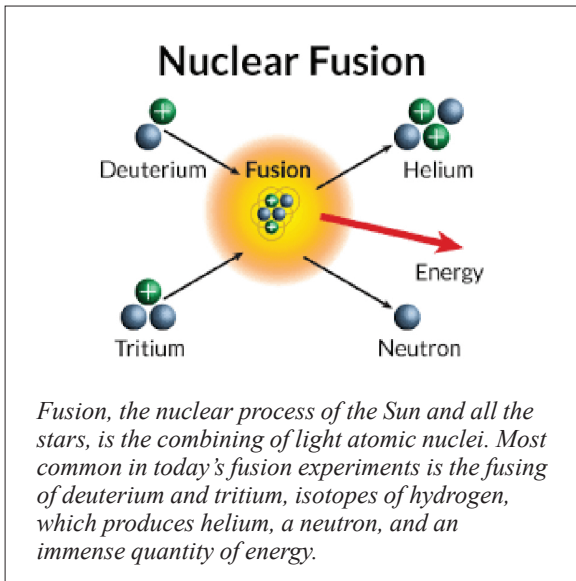 Nuclear Fusion
Deuterium
Fusion
Helium
Energy
Tritium
Neutron
Fusion, the nuclear process of the Sun and all the
stars, is the combining of light atomic nuclei. Most
common in today’s fusion experiments is the fusing
of deuterium and tritium, isotopes of hydrogen,
which produces helium, a neutron, and an
immense quantity of energy.